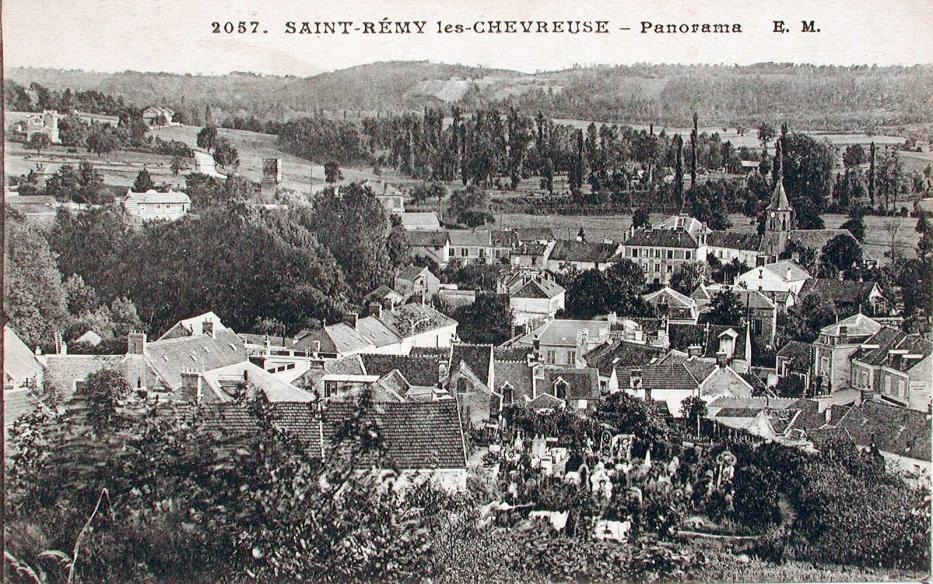 2057. SAINT-RÉMY les-CHEVREUSE – Panorama E. M.